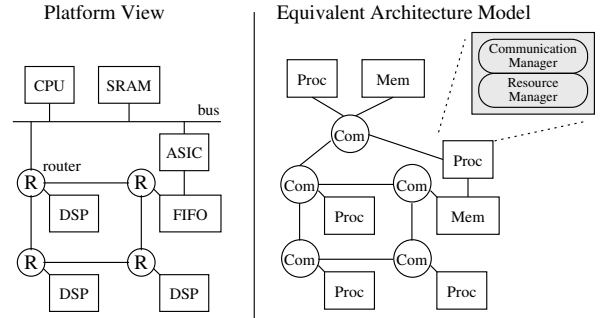 Platform View
Equivalent Architecture Model
Communication
Manager
Resource
Manager
CPU
SRAM
bus
ASIC
router
R
R
DSP
FIFO
R
R
DSP
DSP
Proc
Mem
Com
Proc
Com
Com
Proc
Mem
Com
Com
Proc
Proc